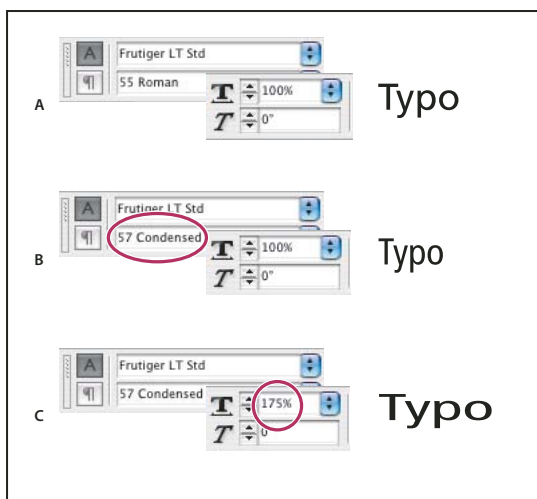 Frutiger LT Std
55 Roman
100%
0°
A
Typo
Frutiger LT Std
57 Condensed
100%
0°
B
Typo
Frutiger LT Std
57 Condensed
175%
0
C
Typo